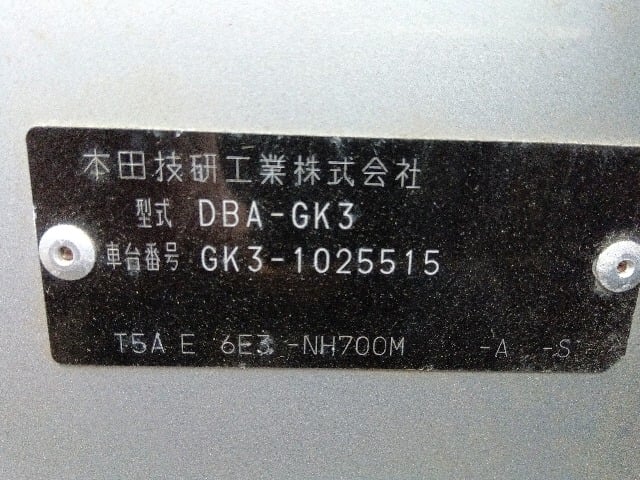 本田技研工業株式会社
型式 DBA-GK3
車台番号 GK3-1025515
T5A E 6E3 -NH700M -A -S